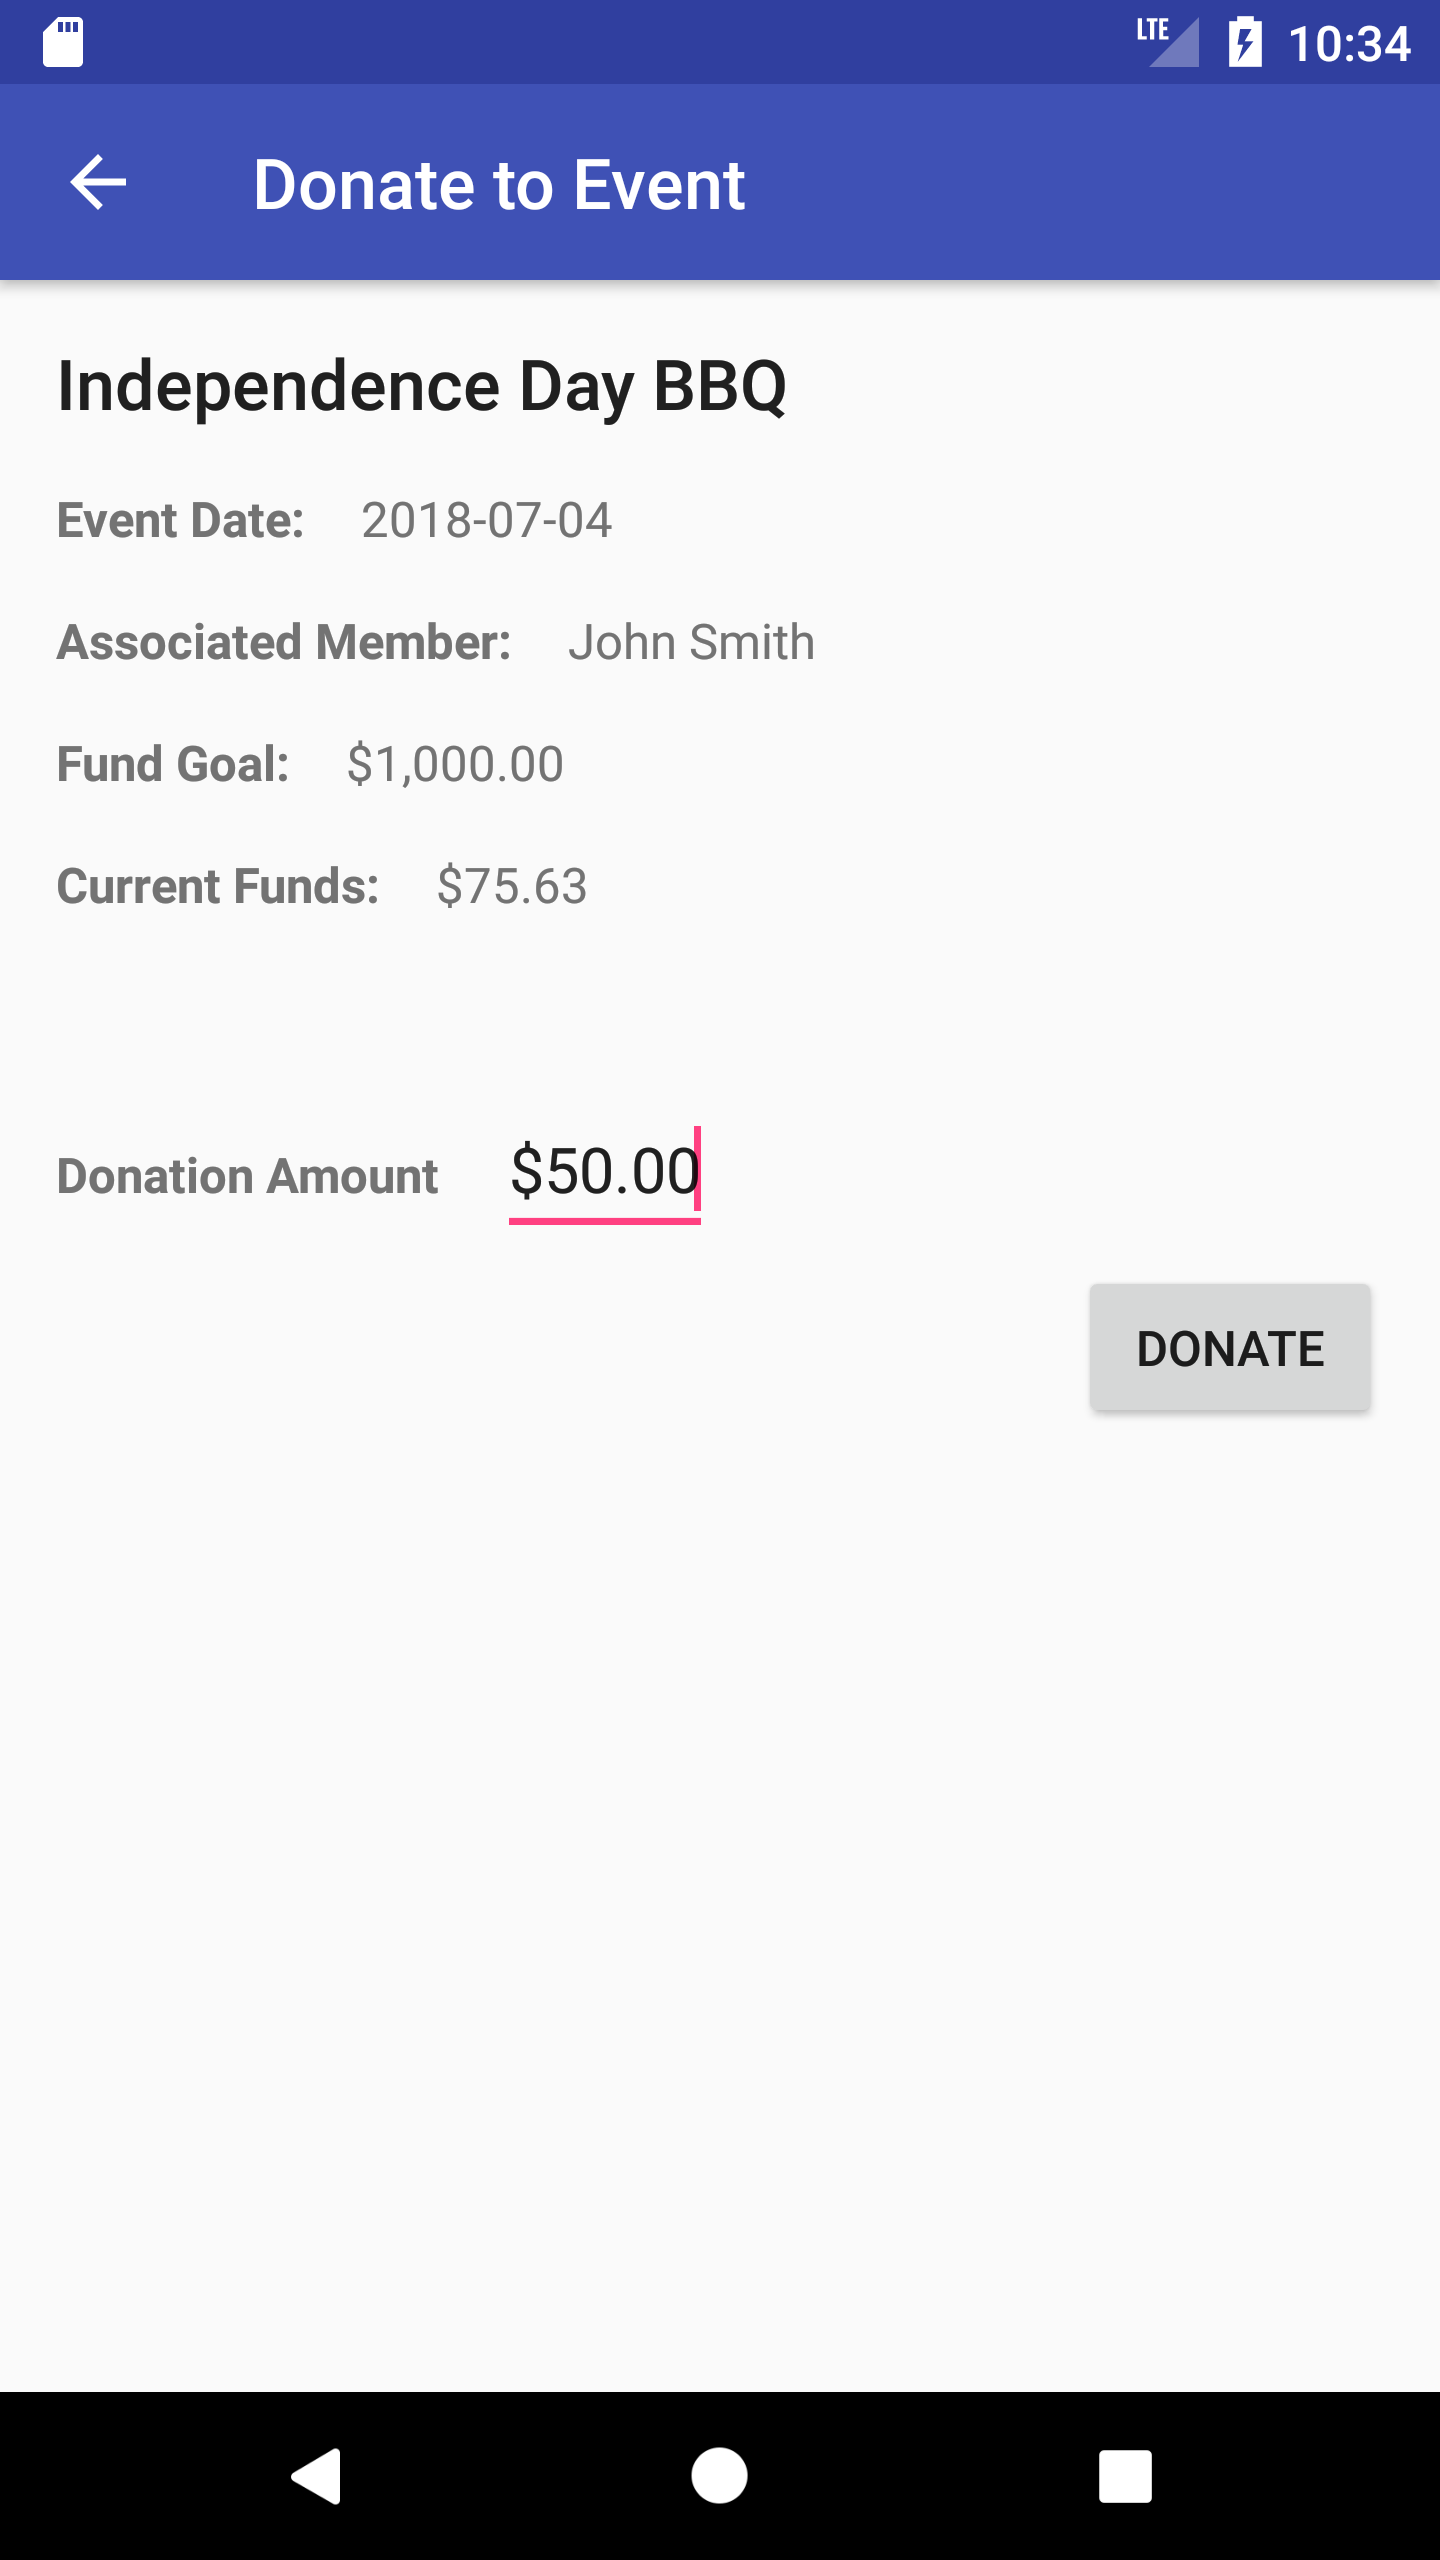 LTE 10:34
Donate to Event
Independence Day BBQ
Event Date: 2018-07-04
Associated Member: John Smith
Fund Goal: $1,000.00
Current Funds: $75.63
Donation Amount $50.00
DONATE